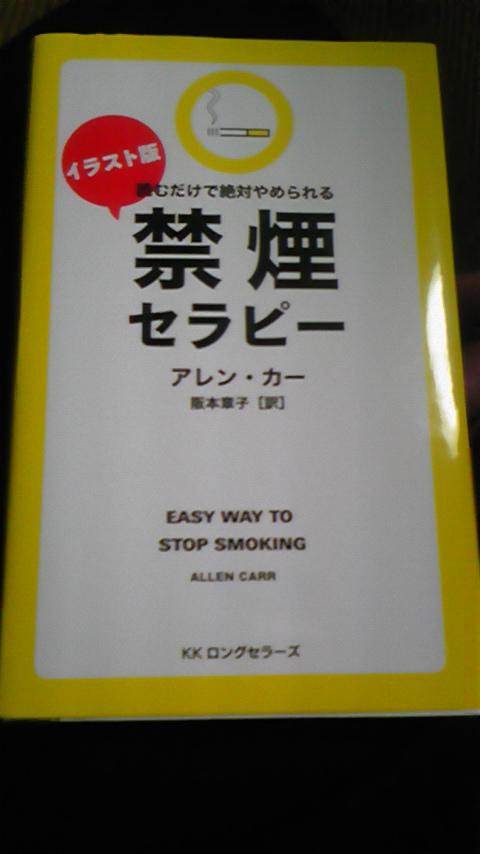 イラスト版
読むだけで絶対やめられる
禁煙
セラピー
アレン・カー
阪本章子［訳］
EASY WAY TO
STOP SMOKING
ALLEN CARR
KKロングセラーズ